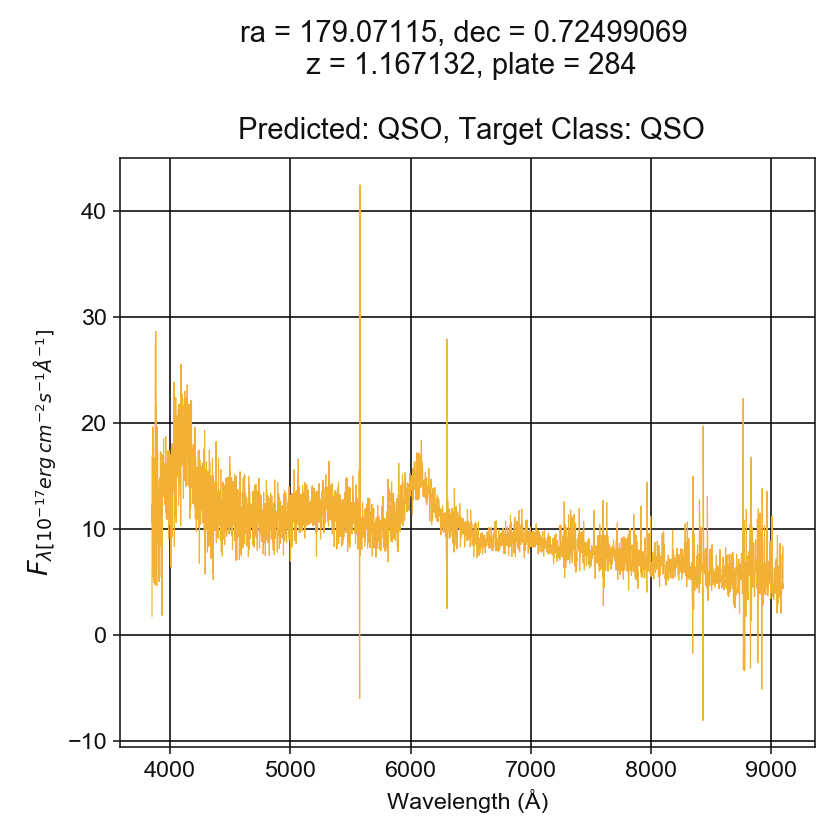 ra = 179.07115, dec = 0.72499069
z = 1.167132, plate = 284
Predicted: QSO, Target Class: QSO
F_{λ[10^{−17} erg cm^{−2}s^{−1}Å^{−1}]}
40
30
20
10
0
−10
4000
5000
6000
7000
8000
9000
Wavelength (Å)